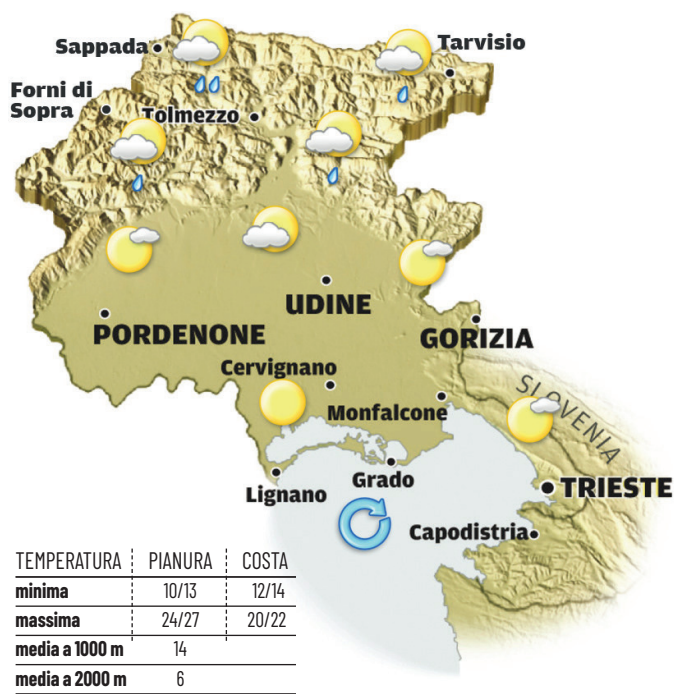 Sappada
Tarvisio
Forni di
Sopra
Tolmezzo
UDINE
PORDENONE
GORIZIA
Cervignano
SLOVENIA
Monfalcone
Grado
Lignano
TRIESTE
Capodistria
TEMPERATURA PIANURA COSTA
minima 10/13 12/14
massima 24/27 20/22
media a 1000 m 14
media a 2000 m 6